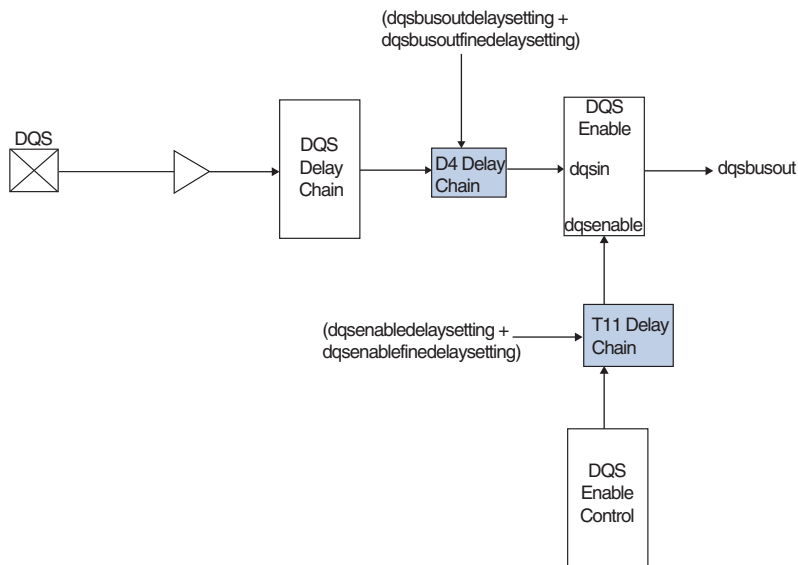 (dqsbusoutdelaysetting +
dqsbusoutfinedelaysetting)
DQS
DQS
Delay
Chain
D4 Delay
Chain
DQS
Enable
dqsin
dqsenable
dqsbusout
(dqsenabledelaysetting +
dqsenablefinedelaysetting)
T11 Delay
Chain
DQS
Enable
Control